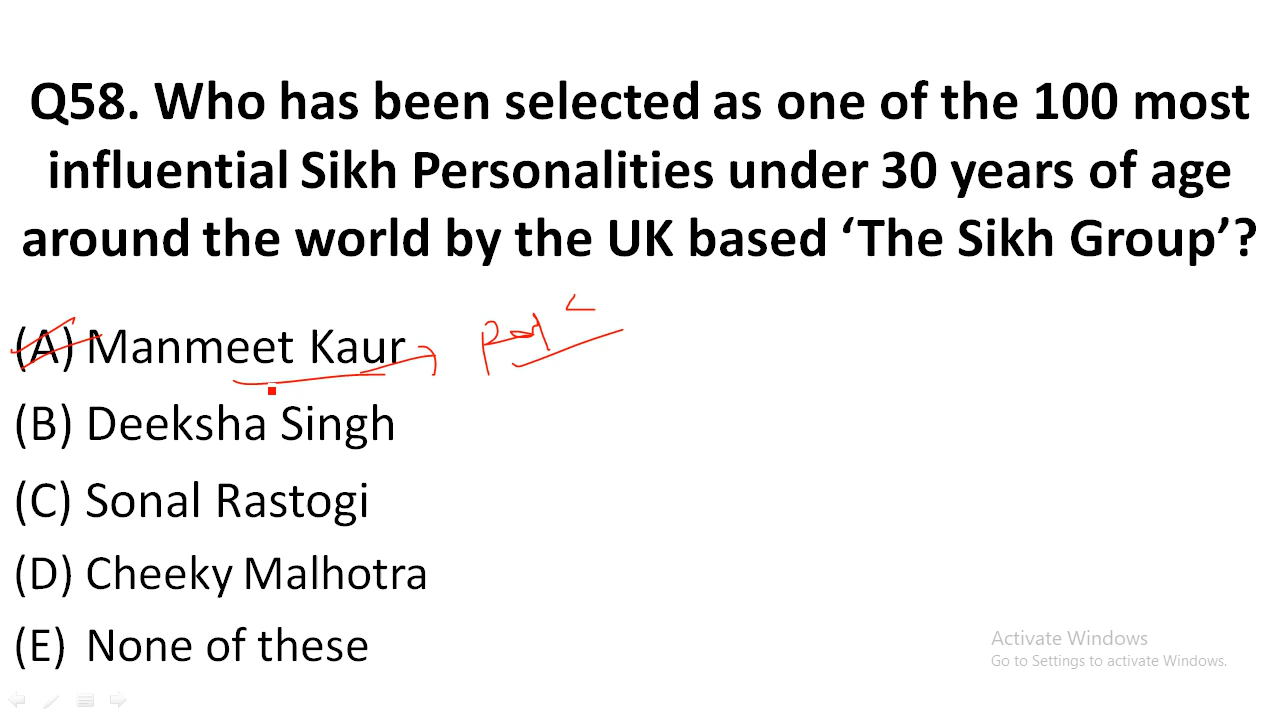 Q58. Who has been selected as one of the 100 most
influential Sikh Personalities under 30 years of age
around the world by the UK based ‘The Sikh Group’?
(A) Manmeet Kaur
(B) Deeksha Singh
(C) Sonal Rastogi
(D) Cheeky Malhotra
(E) None of these
Activate Windows
Go to Settings to activate Windows.